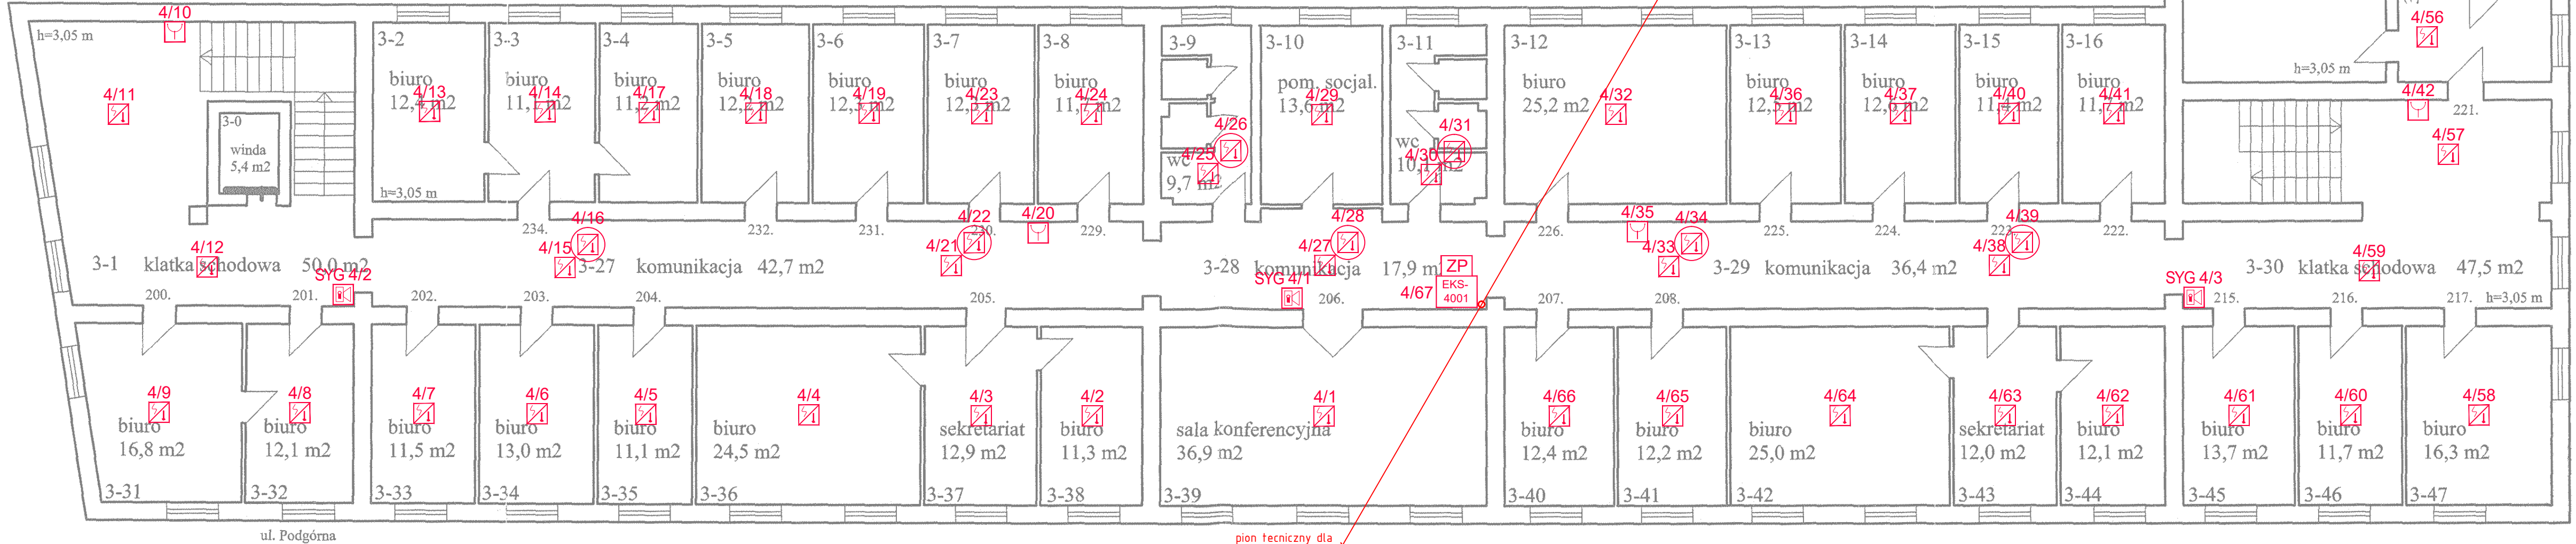 4/10
h=3,05 m
4/11
3-0
winda
5,4 m2
4/12
3-1 klatka schodowa 50,0 m2
SYG 4/2
200.
201.
3-2
biuro
4/13
h=3,05 m
3-3
biuro
4/14
3-4
biuro
4/17
3-5
biuro
4/18
3-6
biuro
4/19
3-7
biuro
4/23
3-8
biuro
4/24
3-9
4/26
4/25
wc
9,7 m2
3-10
pom. socjal.
4/29
3-11
4/31
wc
4/30
3-12
biuro
25,2 m2
4/32
3-13
biuro
4/36
3-14
biuro
4/37
3-15
biuro
4/40
3-16
biuro
4/41
4/56
h=3,05 m
4/42
221.
4/57
234.
4/16
4/15
232.
231.
4/22
230.
4/20
229.
4/21
3-27 komunikacja 42,7 m2
4/28
4/27
3-28 komunikacja 17,9 m
SYG 4/1
ZP
EKS-
4001
4/67
226.
4/35
4/34
4/33
225.
224.
4/39
223.
222.
4/38
3-29 komunikacja 36,4 m2
SYG 4/3
4/59
3-30 klatka schodowa 47,5 m2
h=3,05 m
202.
203.
204.
205.
206.
207.
208.
215.
216.
217.
4/9
biuro
16,8 m2
3-31
4/8
biuro
12,1 m2
3-32
4/7
biuro
11,5 m2
3-33
4/6
biuro
13,0 m2
3-34
4/5
biuro
11,1 m2
3-35
4/4
biuro
24,5 m2
3-36
4/3
sekretariat
12,9 m2
3-37
4/2
biuro
11,3 m2
3-38
4/1
sala konferencyjna
36,9 m2
3-39
4/66
biuro
12,4 m2
3-40
4/65
biuro
12,2 m2
3-41
4/64
biuro
25,0 m2
3-42
4/63
sekretariat
12,0 m2
3-43
4/62
biuro
12,1 m2
3-44
4/61
biuro
13,7 m2
3-45
4/60
biuro
11,7 m2
3-46
4/58
biuro
16,3 m2
3-47
ul. Podgórna
pion tecniczny dla